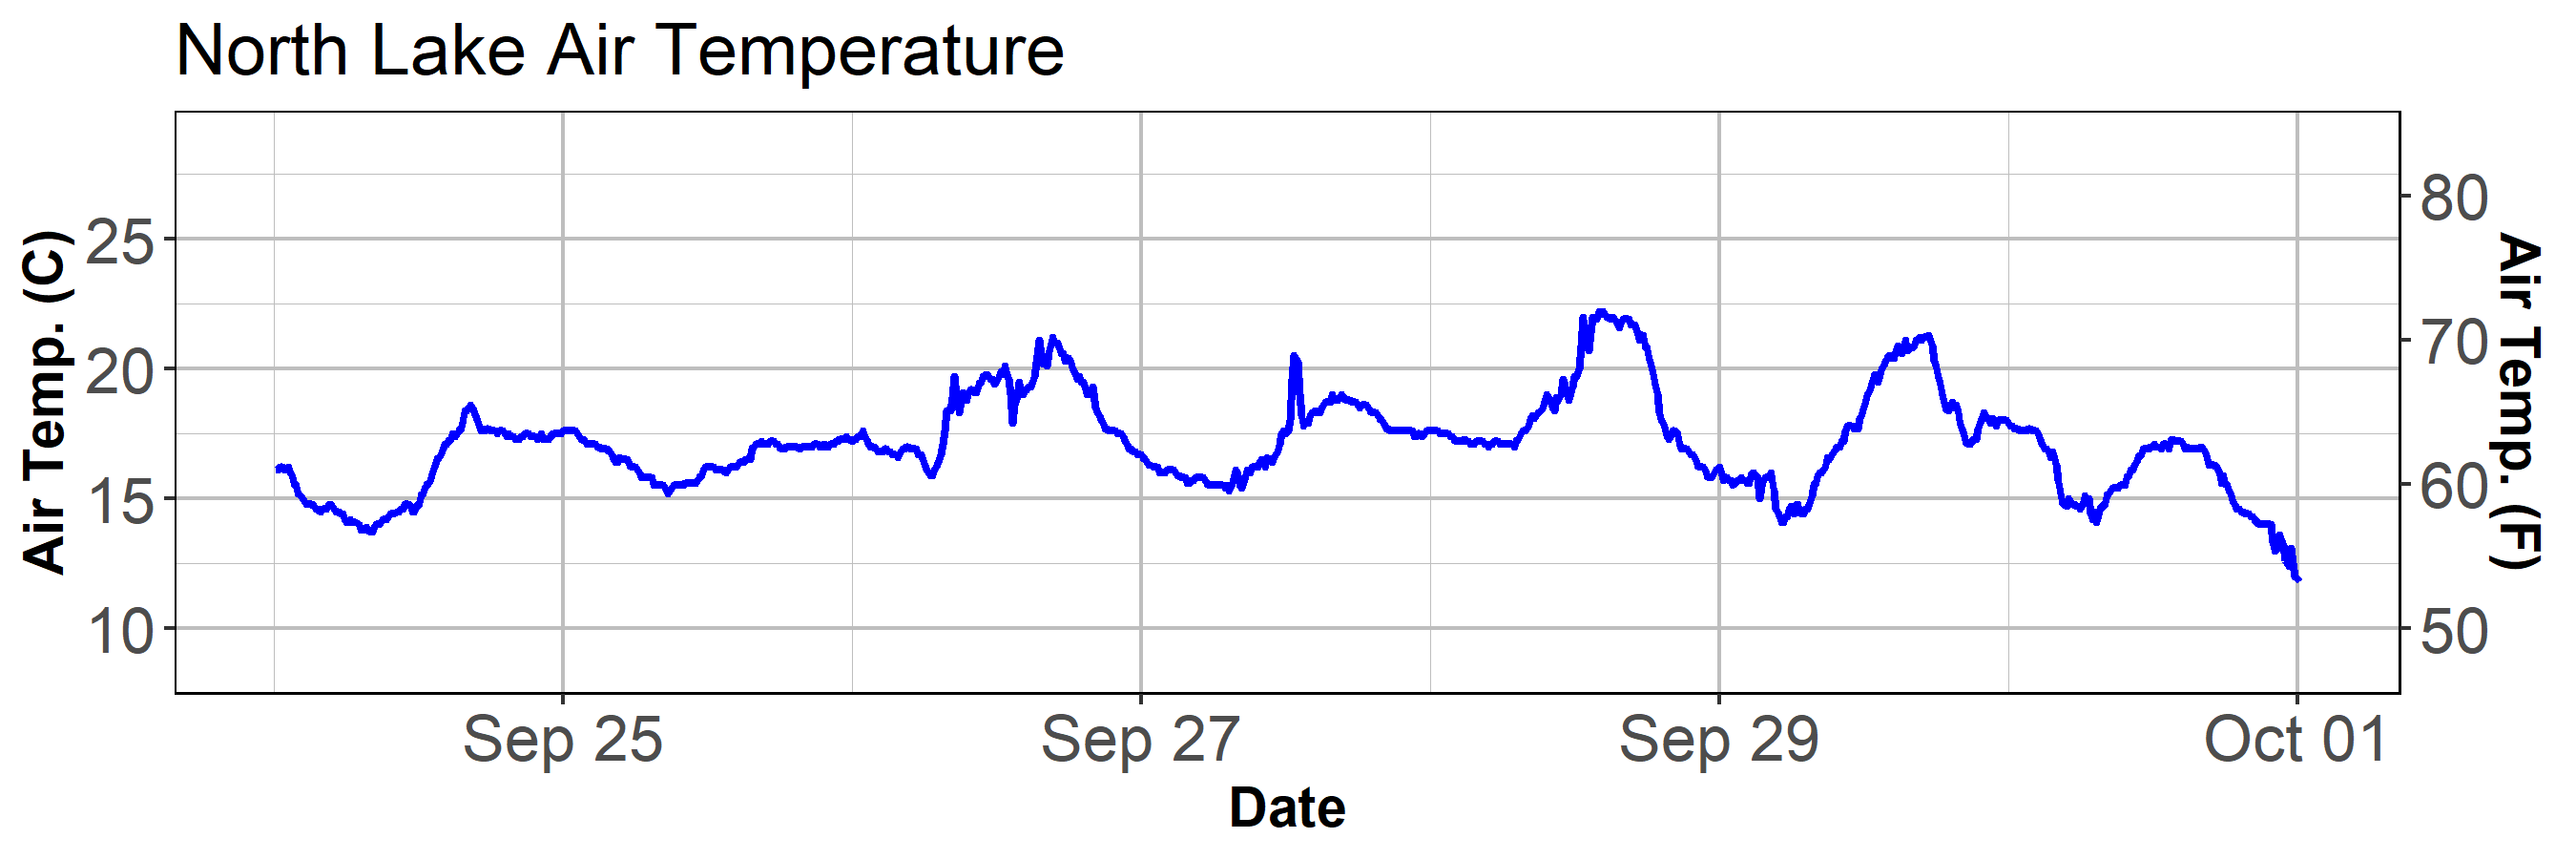 North Lake Air Temperature
Air Temp. (C)
25
20
15
10
80
70
60
50
Air Temp. (F)
Sep 25
Sep 27
Sep 29
Oct 01
Date